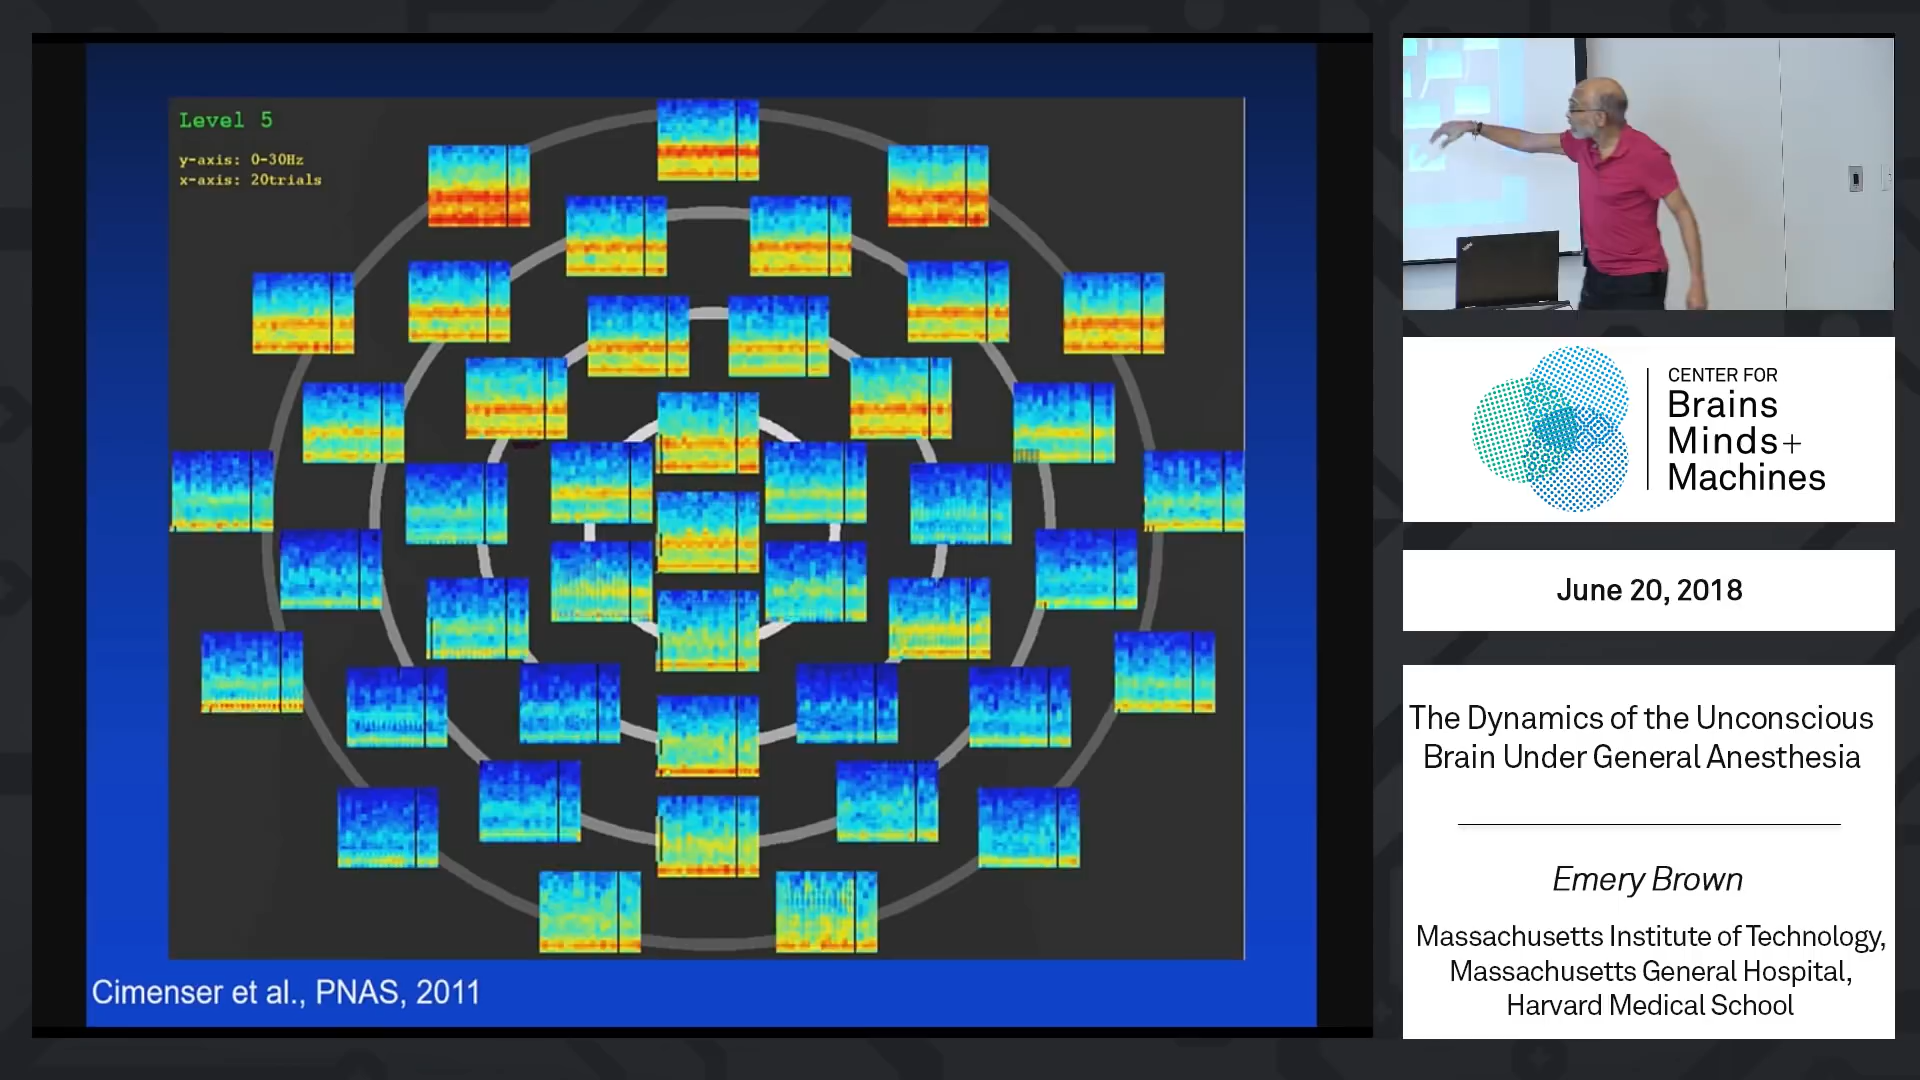 Level 5
y-axis: 0-30Hz
x-axis: 20trials
Cimenser et al., PNAS, 2011
CENTER FOR
Brains
Minds+
Machines
June 20, 2018
The Dynamics of the Unconscious
Brain Under General Anesthesia
Emery Brown
Massachusetts Institute of Technology,
Massachusetts General Hospital,
Harvard Medical School